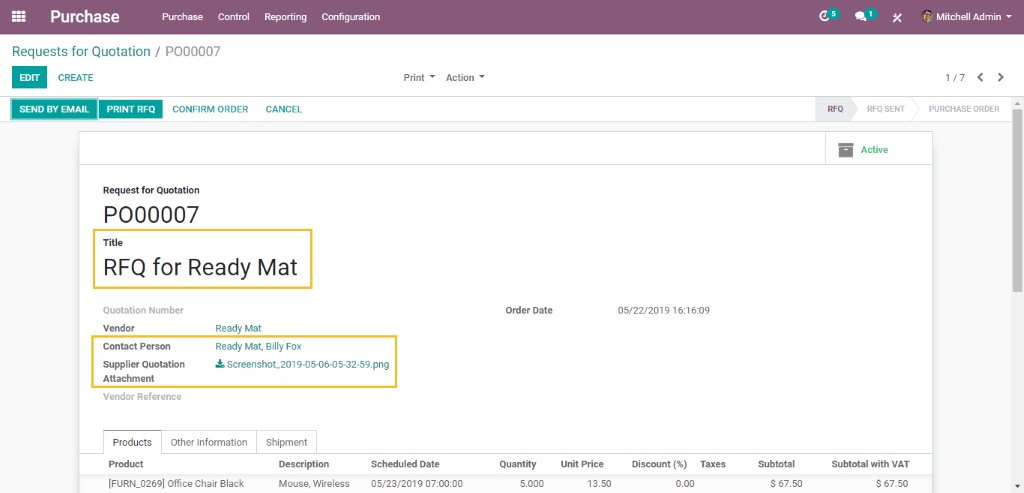 Purchase Purchase Control Reporting Configuration 5 1 Mitchell Admin
Requests for Quotation / PO00007
EDIT CREATE Print Action 1 / 7
SEND BY EMAIL PRINT RFQ CONFIRM ORDER CANCEL RFQ RFQ SENT PURCHASE ORDER
Active
Request for Quotation
PO00007
Title
RFQ for Ready Mat
Quotation Number Order Date 05/22/2019 16:16:09
Vendor Ready Mat
Contact Person Ready Mat, Billy Fox
Supplier Quotation Screenshot_2019-05-06-05-32-59.png
Attachment
Vendor Reference
Products Other Information Shipment
Product Description Scheduled Date Quantity Unit Price Discount (%) Taxes Subtotal Subtotal with VAT
[FURN_0269] Office Chair Black Mouse, Wireless 05/23/2019 07:00:00 5.000 13.50 0.00 $ 67.50 $ 67.50